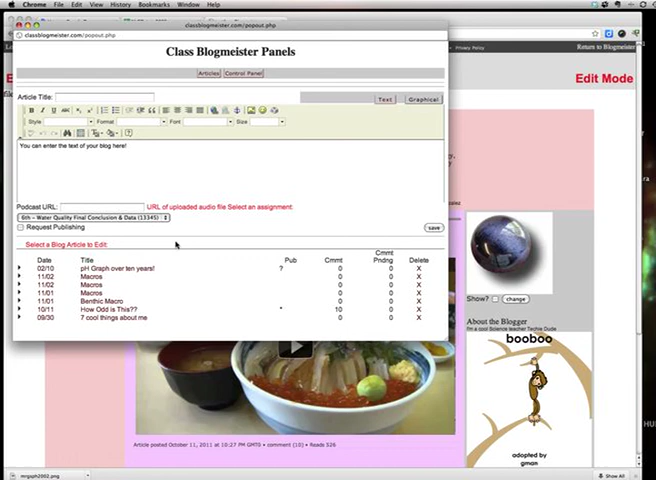 Chrome File Edit View History Bookmarks Window Help
classblogmeister.com/popout.php
classblogmeister.com/popout.php
Class Blogmeister Panels
Articles Control Panel
Privacy Policy
Return to Blogmeister
Edit Mode
Article Title:
Text Graphical
Style Format Font Size
You can enter the text of your blog here!
Podcast URL: URL of uploaded audio file Select an assignment:
6th - Water Quality Final Conclusion & Data (13345)
Request Publishing
save
Select a Blog Article to Edit:
Date Title Pub Cmmt Cmmt Pndng Delete
02/10 pH Graph over ten years! ? 0 0 X
11/02 Macros 0 0 X
11/02 Macros 0 0 X
11/01 Macros 0 0 X
11/01 Benthic Macro 0 0 X
10/11 How Odd is This?? * 10 0 X
09/30 7 cool things about me 0 0 X
Show? change
About the Blogger
I'm a cool Science teacher Techie Dude
booboo
adopted by
gman
Article posted October 11, 2011 at 10:27 PM GMT0 • comment (10) • Reads 526
mrgsph2002.png
Show All